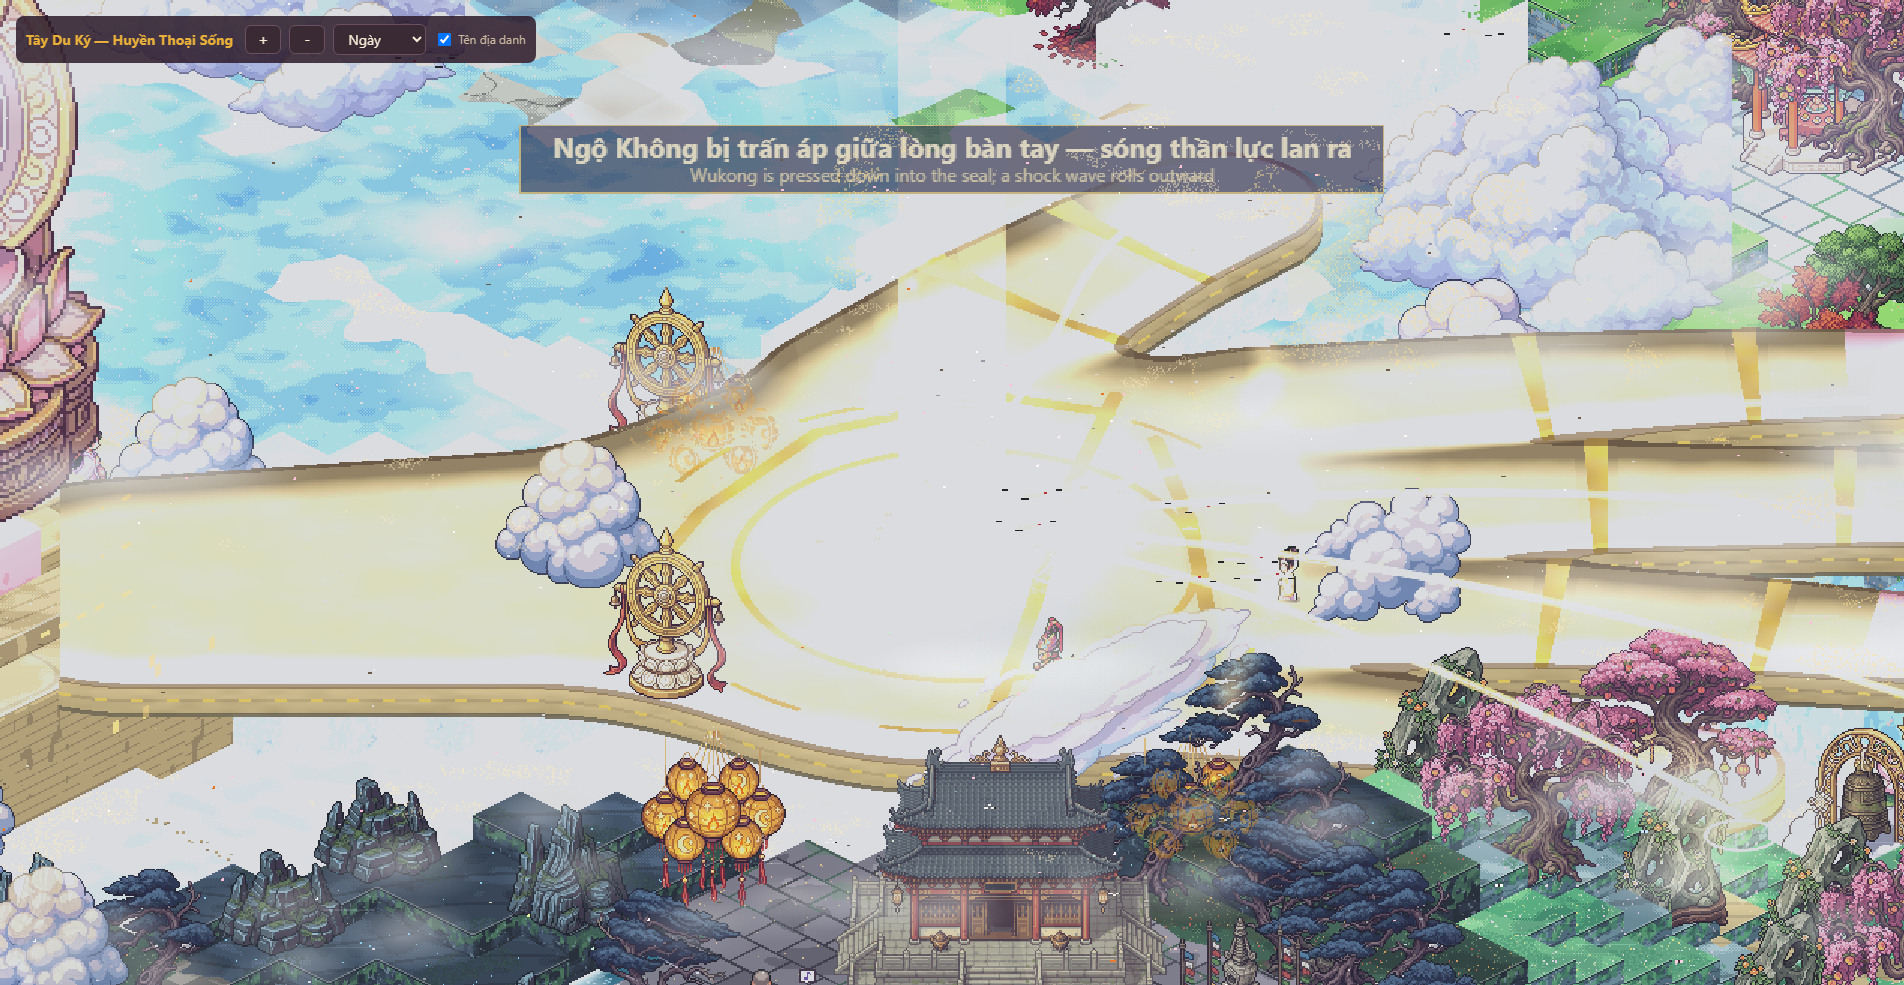 Tây Du Ký — Huyền Thoại Sống + - Ngày Tên địa danh
Ngộ Không bị trấn áp giữa lòng bàn tay — sóng thần lực lan ra
Wukong is pressed down into the seal; a shock wave rolls outward